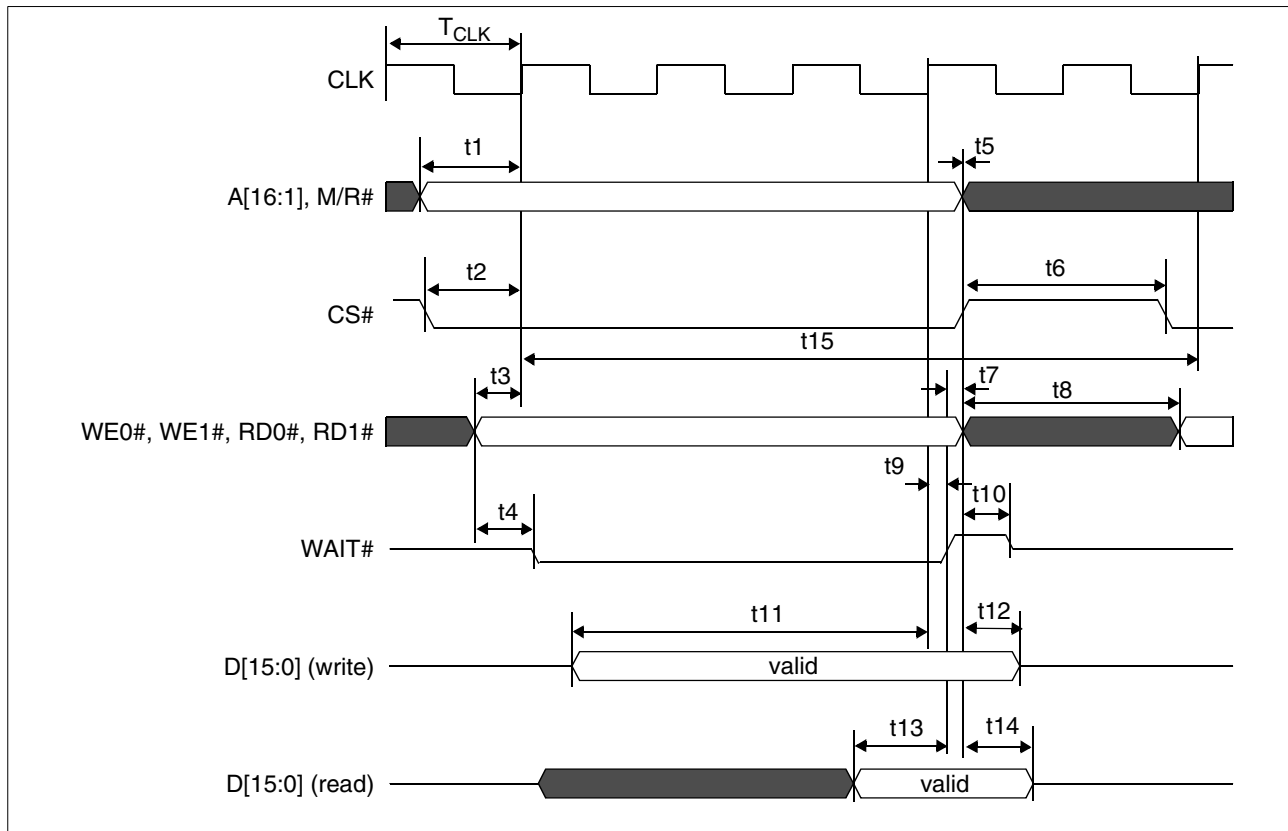 TCLK
CLK
t1
t5
A[16:1], M/R#
t2
t6
CS#
t15
t3
t7
t8
WE0#, WE1#, RD0#, RD1#
t9
t10
t4
WAIT#
t11
t12
D[15:0] (write)
valid
t13
t14
D[15:0] (read)
valid